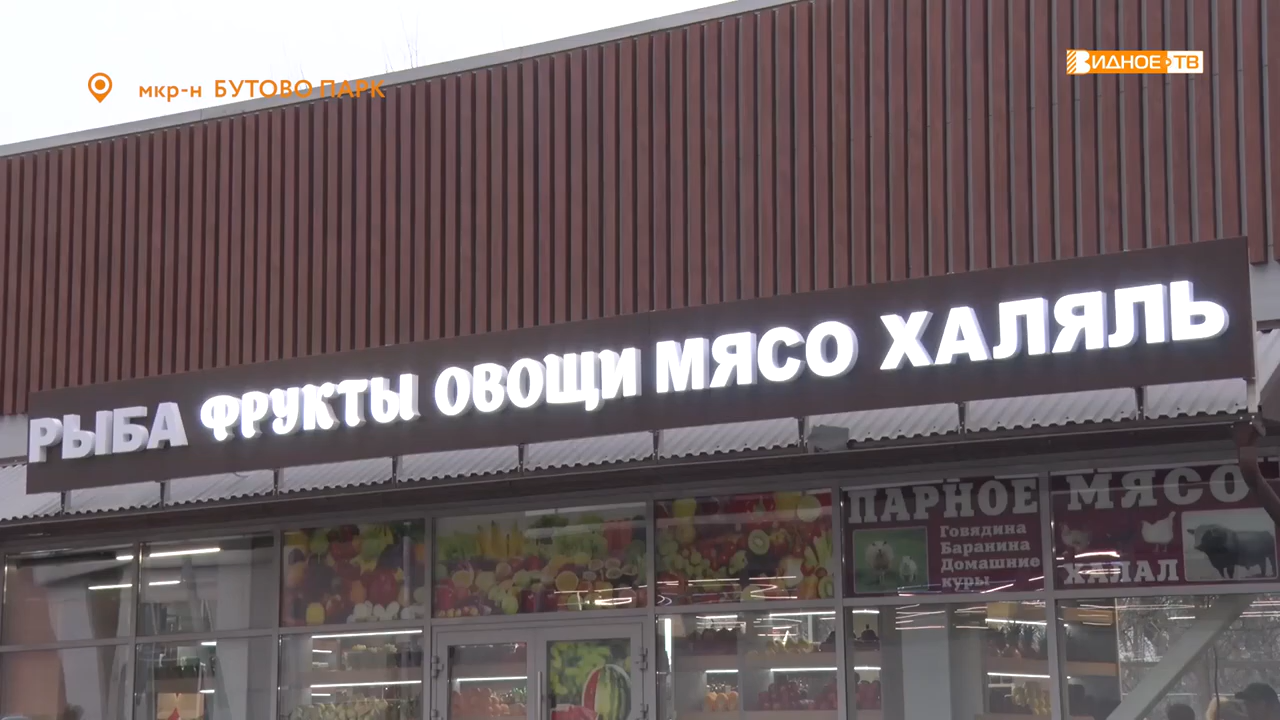 мкр-н БУТОВО ПАРК
ВИДНОЕ ТВ
РЫБА ФРУКТЫ ОВОЩИ МЯСО ХАЛЯЛЬ
ПАРНОЕ МЯСО
Говядина
Баранина
Домашние
куры
ХАЛАЛ